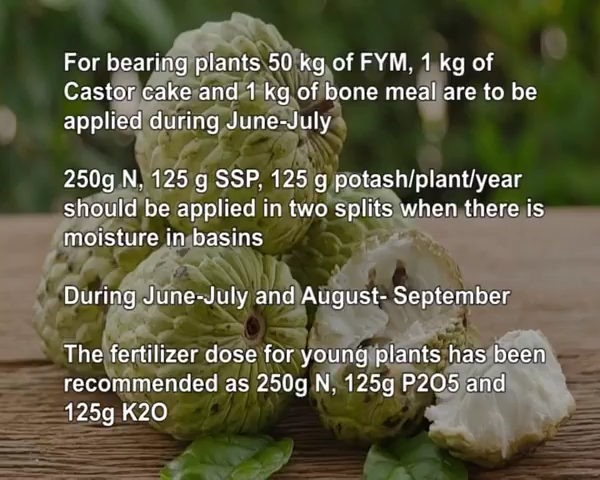 For bearing plants 50 kg of FYM, 1 kg of
Castor cake and 1 kg of bone meal are to be
applied during June-July
250g N, 125 g SSP, 125 g potash/plant/year
should be applied in two splits when there is
moisture in basins
During June-July and August- September
The fertilizer dose for young plants has been
recommended as 250g N, 125g P2O5 and
125g K2O